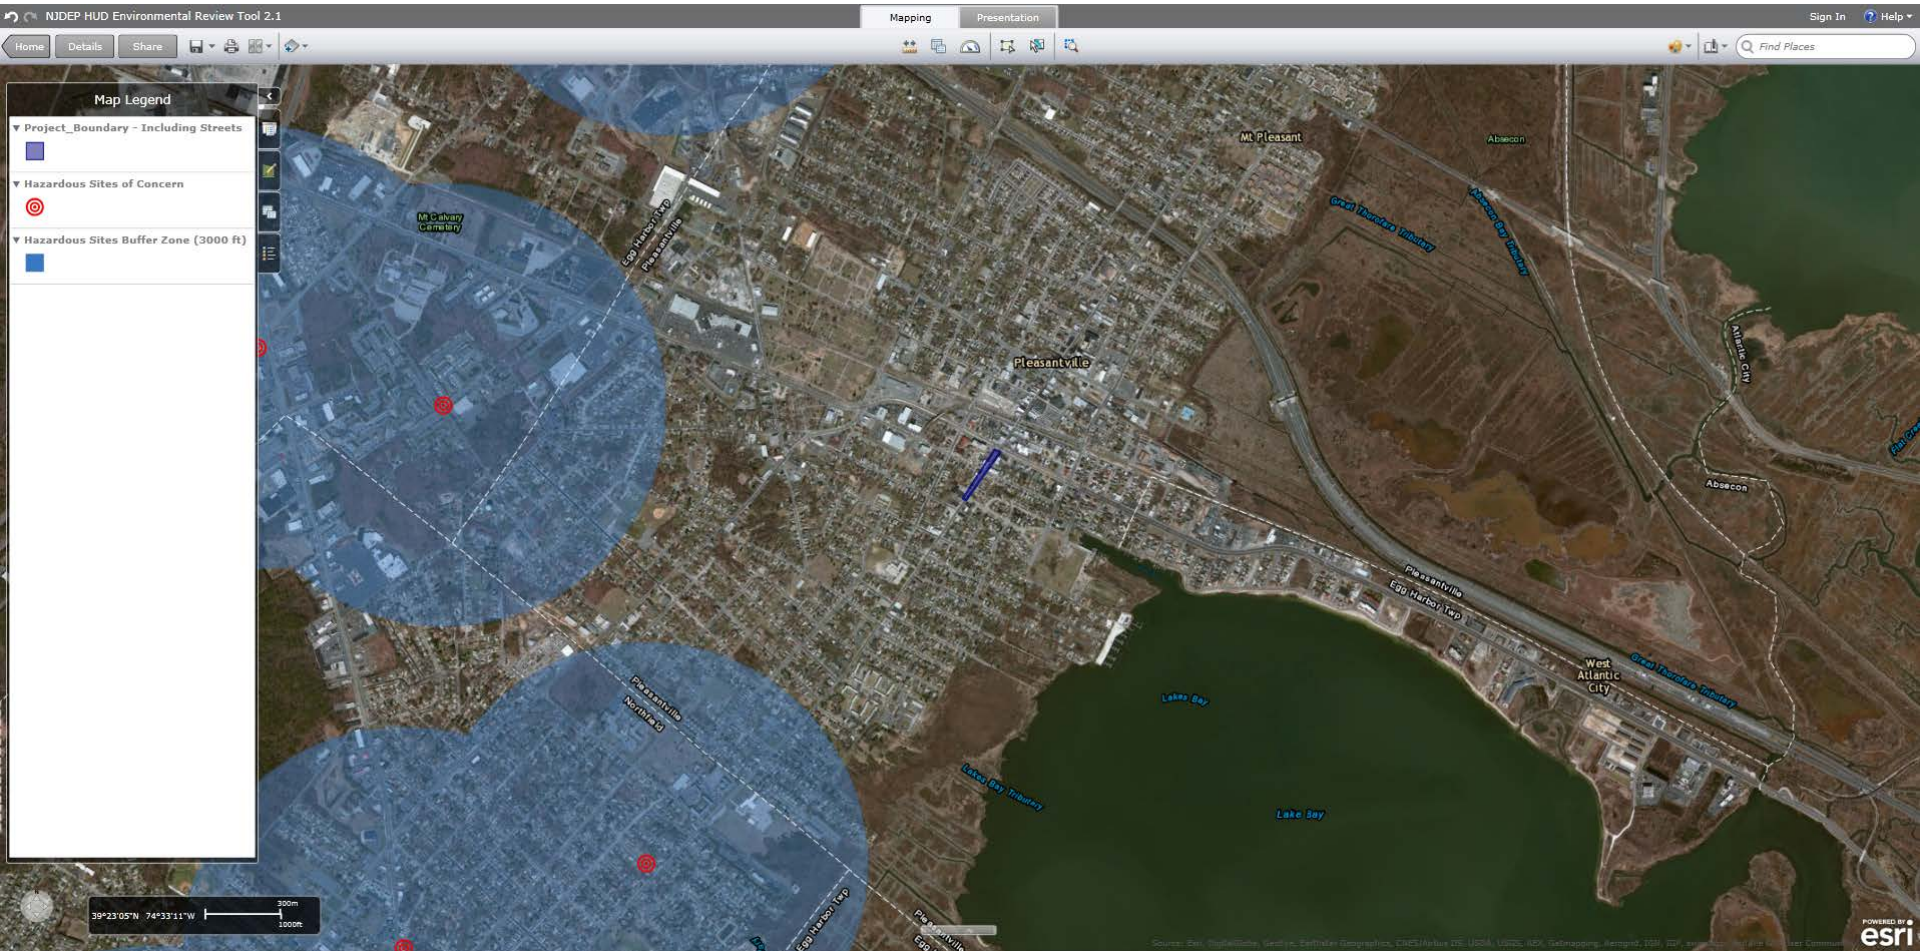 NJDEP HUD Environmental Review Tool 2.1
Mapping
Presentation
Sign In
Help
Home
Details
Share
Find Places
Map Legend
Project_Boundary - Including Streets
Hazardous Sites of Concern
Hazardous Sites Buffer Zone (3000 ft)
Mt Calvary
Cemetery
Egg Harbor Twp
Pleasantville
Mt Pleasant
Absecon
Great Thorofare Tributary
Absecon Bay Tributary
Atlantic City
Pleasantville
Absecon
Pleasantville
Egg Harbor Twp
West
Atlantic
City
Great Thorofare Tributary
Lakes Bay
Pleasantville
Northfield
Lakes Bay Tributary
Lake Bay
Egg Harbor Twp
39°23'05"N 74°33'11"W
300m
1000ft
POWERED BY
esri